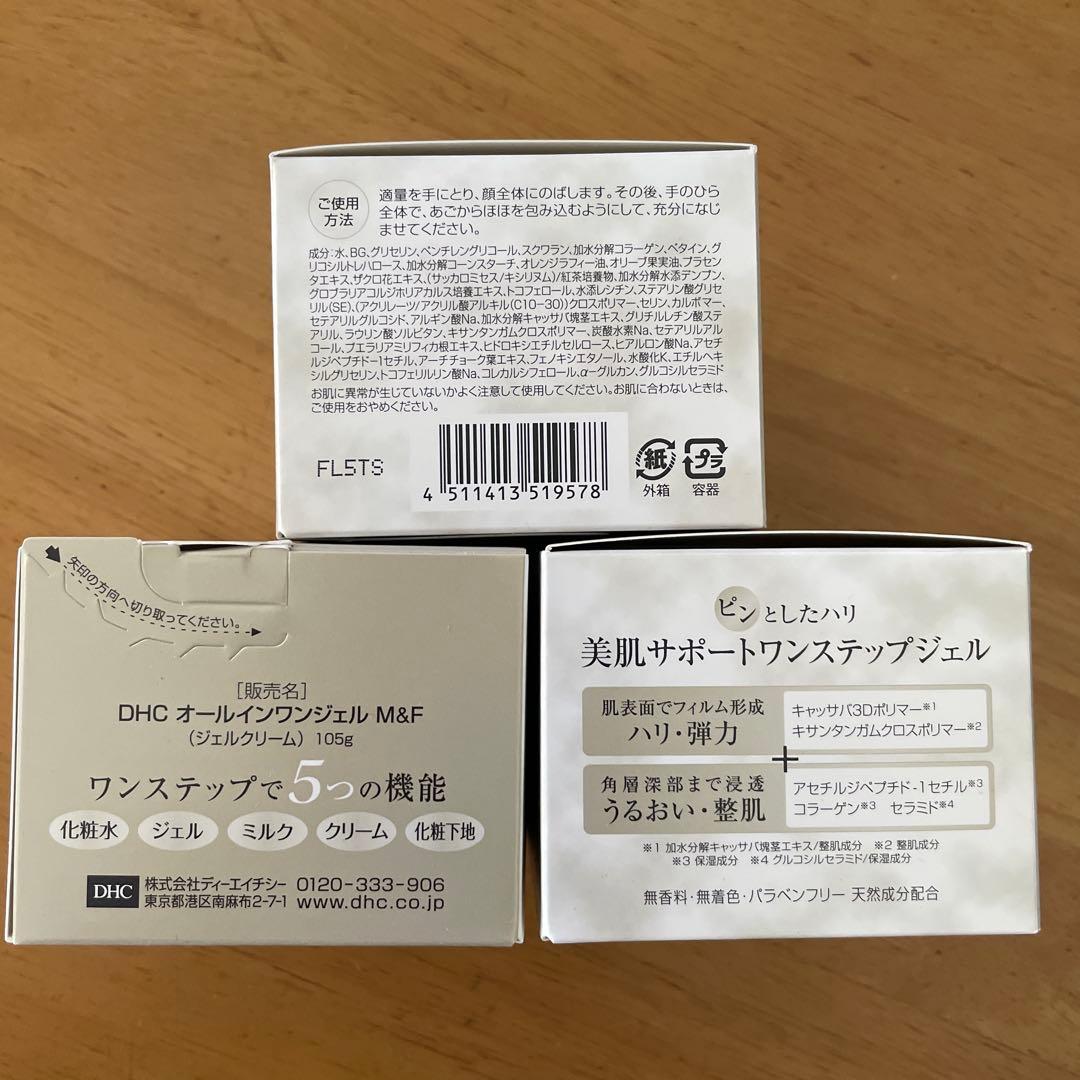 ご使用
方法
適量を手にとり、顔全体にのばします。その後、手のひら
全体で、あごからほほを包み込むようにして、充分になじ
ませてください。
成分:水、BG、グリセリン、ペンチレングリコール、スクワラン、加水分解コラーゲン、ベタイン、グ
リコシルトレハロース、加水分解コーンスターチ、オレンジラフィー油、オリーブ果実油、プラセン
タエキス、ザクロ花エキス、(サッカロミセス/キシリヌム)/紅茶培養物、加水分解水添デンプン、
グロブラリアコルジホリアカルス培養エキス、トコフェロール、水添レシチン、ステアリン酸グリセ
リル(SE)、(アクリレーツ/アクリル酸アルキル(C10-30))クロスポリマー、セリン、カルボマー、
セテアリルグルコシド、アルギン酸Na、加水分解キャッサバ塊茎エキス、グリチルレチン酸ステ
アリル、ラウリン酸ソルビタン、キサンタンガムクロスポリマー、炭酸水素Na、セテアリルアル
コール、プエラリアミリフィカ根エキス、ヒドロキシエチルセルロース、ヒアルロン酸Na、アセチ
ルジペプチド-1セチル、アーチチョーク葉エキス、フェノキシエタノール、水酸化K、エチルヘキ
シルグリセリン、トコフェリルリン酸Na、コレカルシフェロール、α-グルカン、グルコシルセラミド
お肌に異常が生じていないかよく注意して使用してください。お肌に合わないときは、
ご使用をおやめください。
FL5TS
4 511413 519578
紙
外箱
プラ
容器
矢印の方向へ切り取ってください。
[販売名]
DHC オールインワンジェル M&F
(ジェルクリーム) 105g
ワンステップで5つの機能
化粧水 ジェル ミルク クリーム 化粧下地
DHC
株式会社ディーエイチシー 0120-333-906
東京都港区南麻布2-7-1 www.dhc.co.jp
ピンとしたハリ
美肌サポートワンステップジェル
肌表面でフィルム形成
ハリ・弾力
キャッサバ3Dポリマー※1
キサンタンガムクロスポリマー※2
+
角層深部まで浸透
うるおい・整肌
アセチルジペプチド-1セチル※3
コラーゲン※3 セラミド※4
※1 加水分解キャッサバ塊茎エキス/整肌成分 ※2 整肌成分
※3 保湿成分 ※4 グルコシルセラミド/保湿成分
無香料・無着色・パラベンフリー 天然成分配合